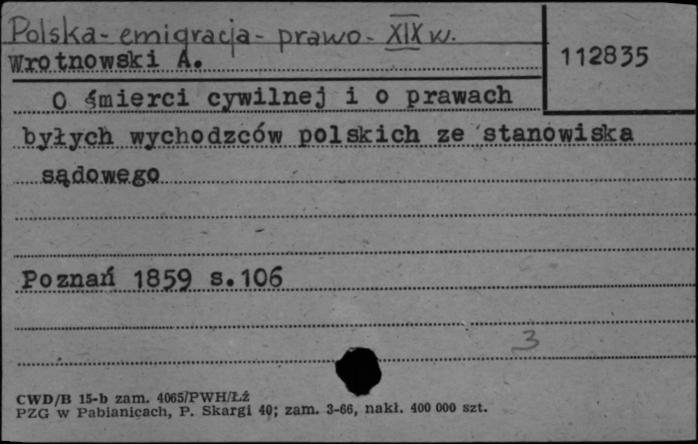 Polska - emigracja - prawo - XIX w.
Wrotnowski A.
112835
O śmierci cywilnej i o prawach
byłych wychodzców polskich ze stanowiska
sądowego
Poznań 1859 s.106
3
CWD/B 15-b zam. 4065/PWH/ŁŹ
PZG w Pabianicach, P. Skargi 40; zam. 3-66, nakł. 400 000 szt.